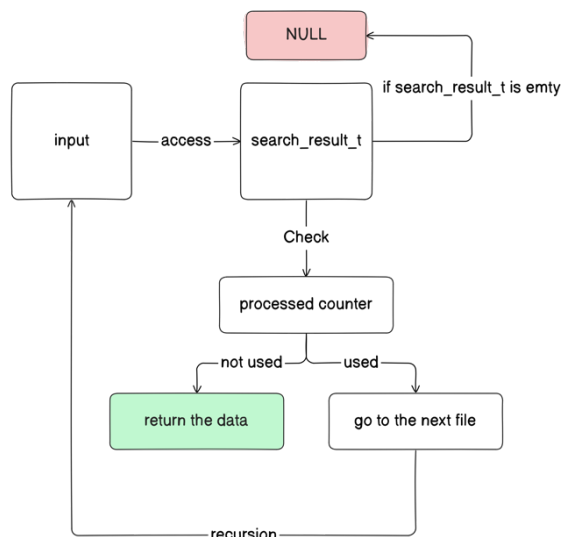 NULL
if search_result_t is emty
input
access
search_result_t
Check
processed counter
not used
used
return the data
go to the next file
recursion